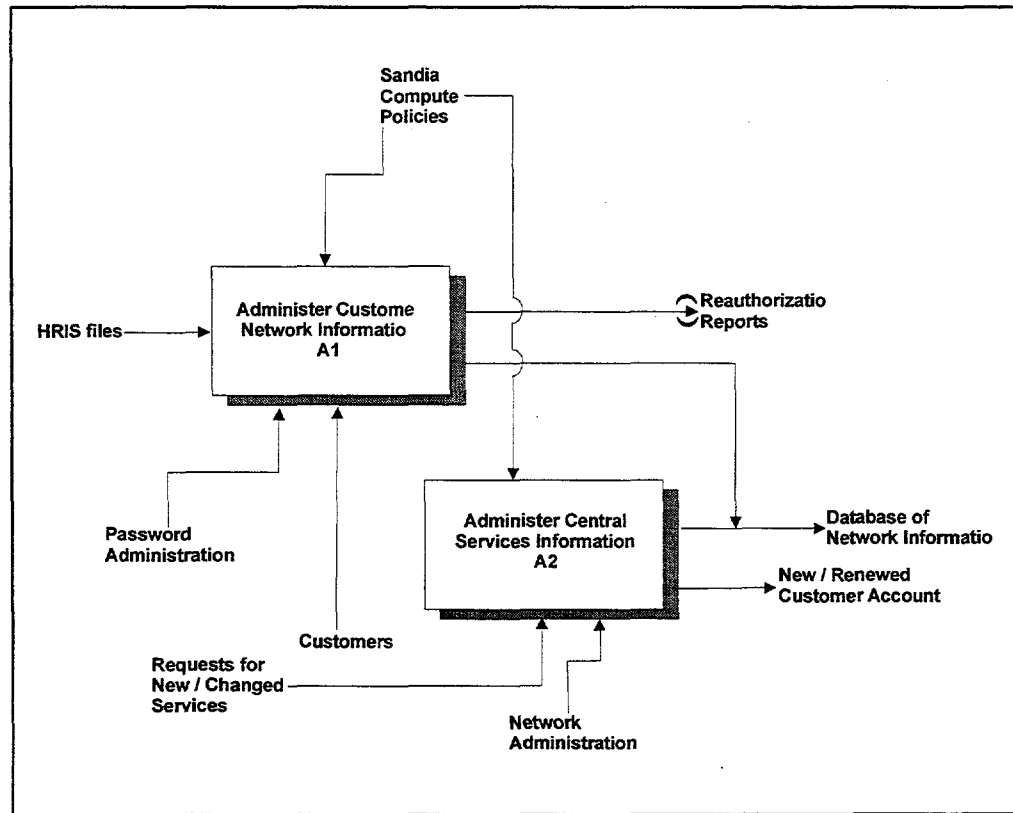 Sandia
Compute
Policies
Administer Custome
Network Informatio
A1
HRIS files
Reauthorizatio
Reports
Password
Administration
Administer Central
Services Information
A2
Database of
Network Informatio
New / Renewed
Customer Account
Customers
Requests for
New / Changed
Services
Network
Administration